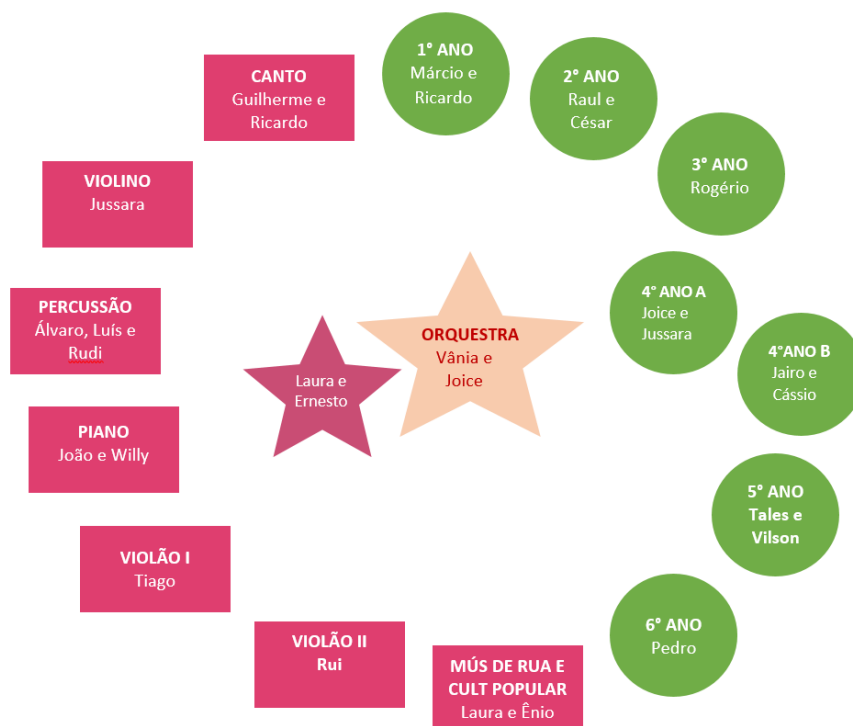 1° ANO
Márcio e
Ricardo
2° ANO
Raul e
César
3° ANO
Rogério
4° ANO A
Joice e
Jussara
4°ANO B
Jairo e
Cássio
5° ANO
Tales e
Vilson
6° ANO
Pedro
CANTO
Guilherme e
Ricardo
VIOLINO
Jussara
PERCUSSÃO
Álvaro, Luís e
Rudi
PIANO
João e Willy
VIOLÃO I
Tiago
VIOLÃO II
Rui
MÚS DE RUA E
CULT POPULAR
Laura e Ênio
Laura e
Ernesto
ORQUESTRA
Vânia e
Joice